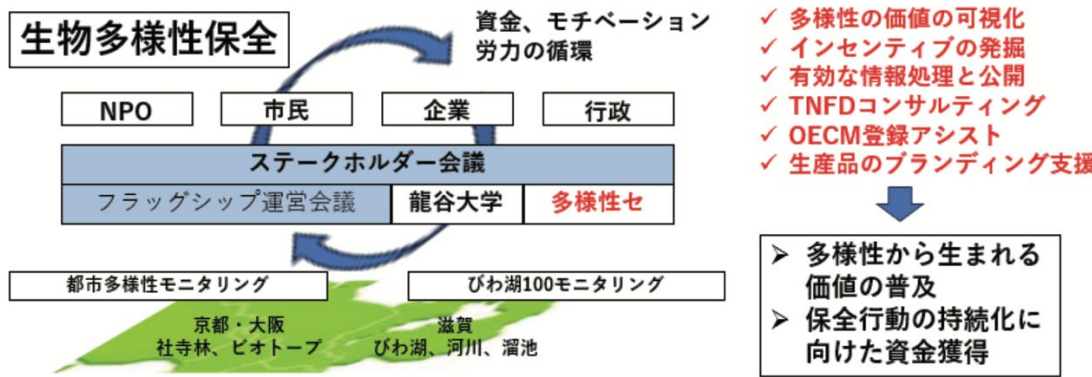 生物多様性保全
資金、モチベーション
労力の循環
NPO
市民
企業
行政
ステークホルダー会議
フラッグシップ運営会議
龍谷大学
多様性セ
都市多様性モニタリング
びわ湖100モニタリング
京都・大阪
社寺林、ビオトープ
滋賀
びわ湖、河川、溜池
✓ 多様性の価値の可視化
✓ インセンティブの発掘
✓ 有効な情報処理と公開
✓ TNFDコンサルティング
✓ OECM登録アシスト
✓ 生産品のブランディング支援
➢ 多様性から生まれる
価値の普及
➢ 保全行動の持続化に
向けた資金獲得